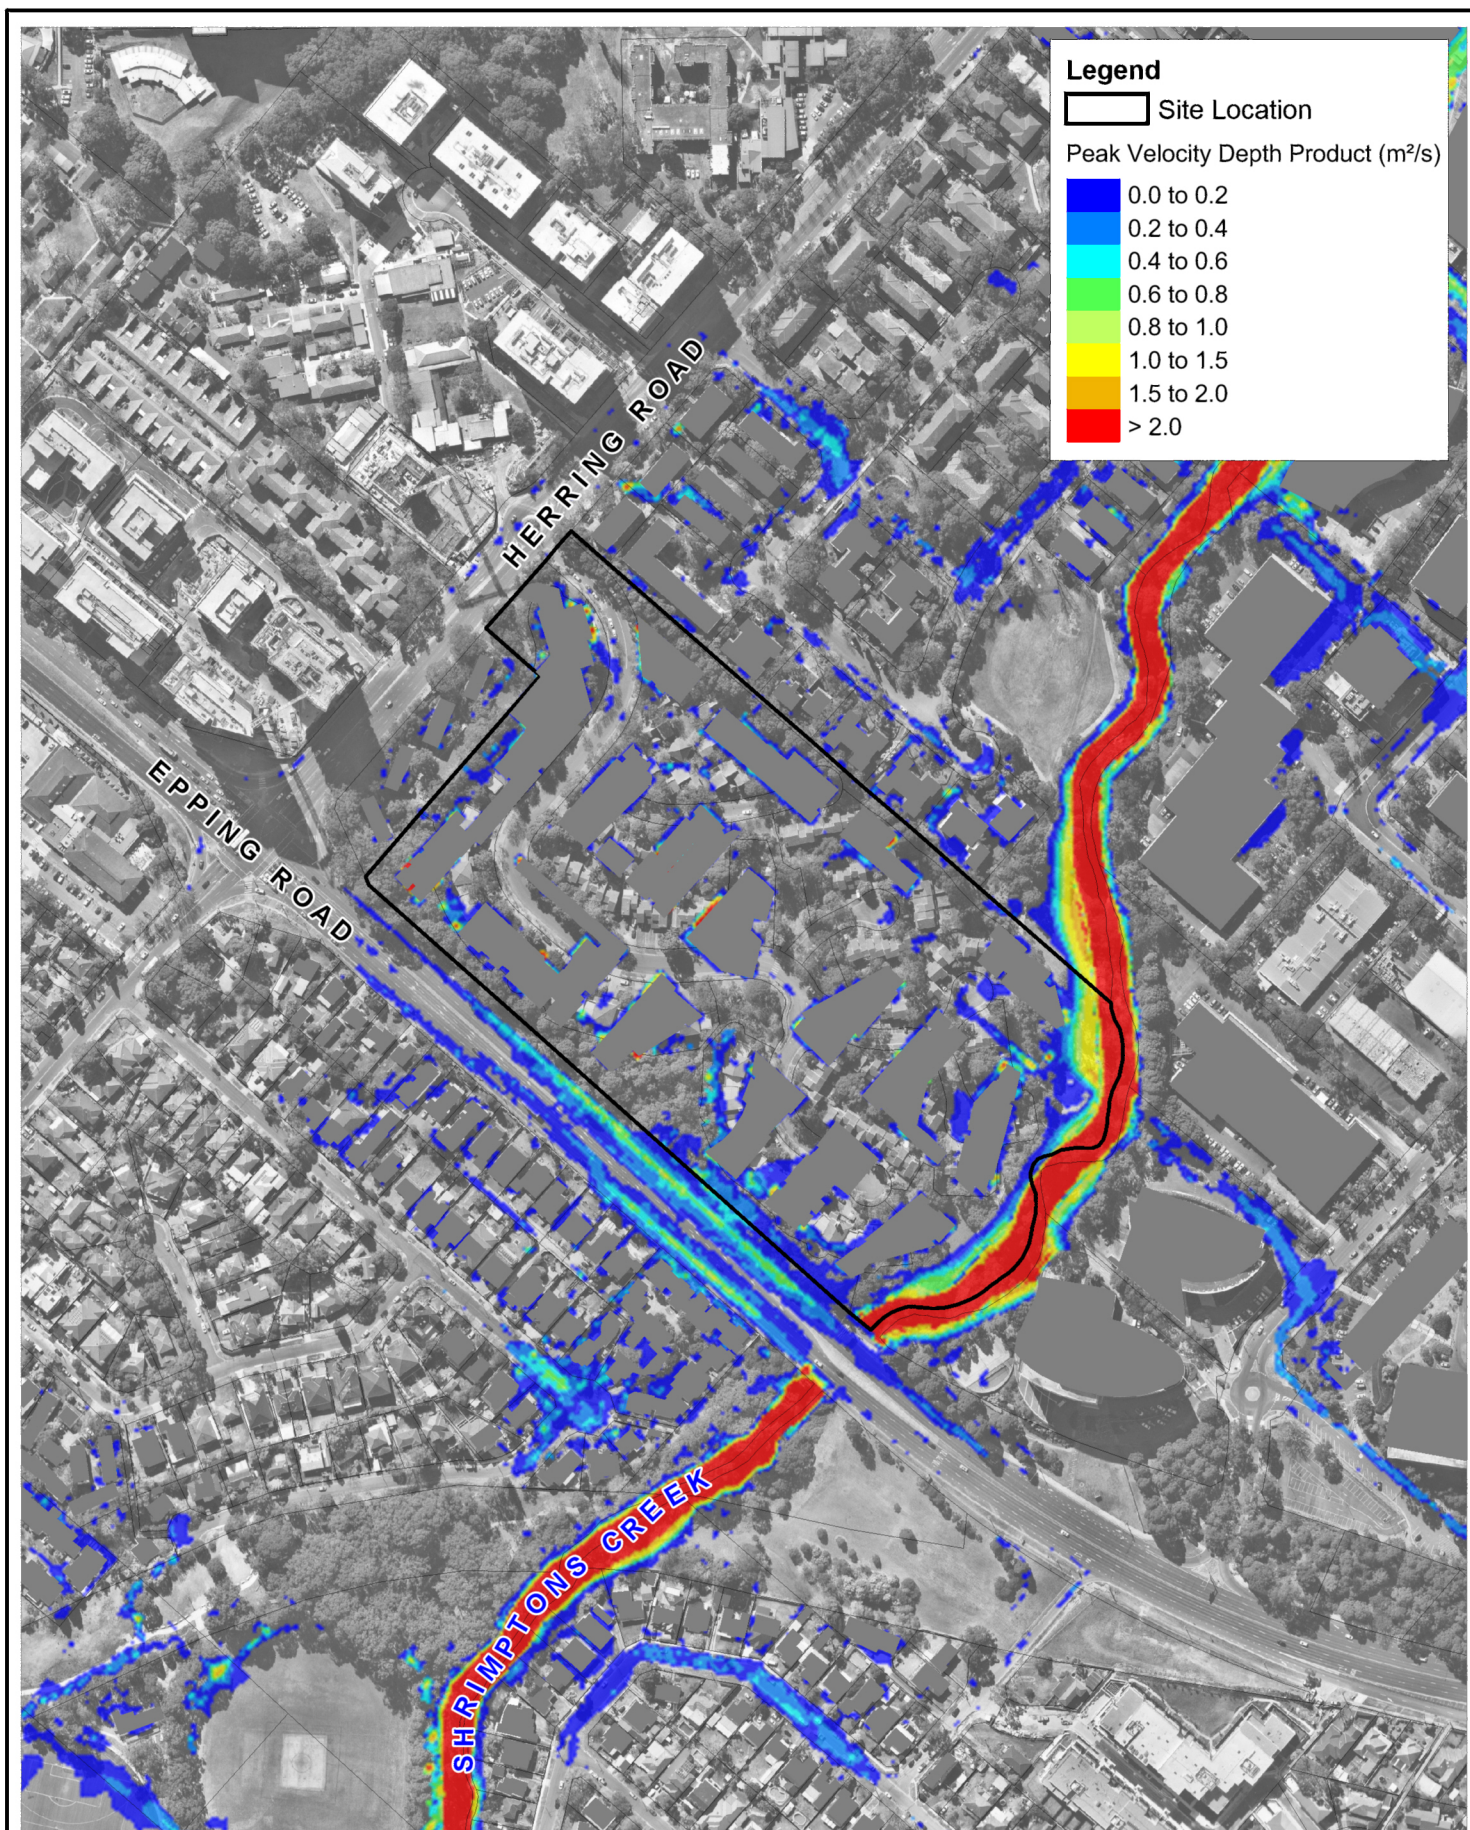 Legend
Site Location
Peak Velocity Depth Product (m²/s)
0.0 to 0.2
0.2 to 0.4
0.4 to 0.6
0.6 to 0.8
0.8 to 1.0
1.0 to 1.5
1.5 to 2.0
> 2.0
HERRING ROAD
EPPING ROAD
SHRIMPTONS CREEK